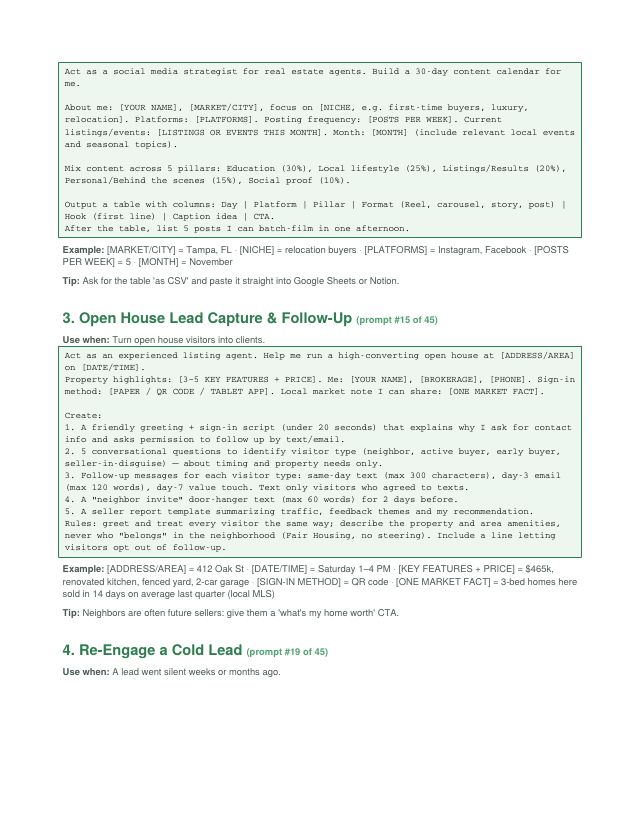 Act as a social media strategist for real estate agents. Build a 30-day content calendar for
me.
About me: [YOUR NAME], [MARKET/CITY], focus on [NICHE, e.g. first-time buyers, luxury,
relocation]. Platforms: [PLATFORMS]. Posting frequency: [POSTS PER WEEK]. Current
listings/events: [LISTINGS OR EVENTS THIS MONTH]. Month: [MONTH] (include relevant local events
and seasonal topics).
Mix content across 5 pillars: Education (30%), Local lifestyle (25%), Listings/Results (20%),
Personal/Behind the scenes (15%), Social proof (10%).
Output a table with columns: Day | Platform | Pillar | Format (Reel, carousel, story, post) |
Hook (first line) | Caption idea | CTA.
After the table, list 5 posts I can batch-film in one afternoon.
Example: [MARKET/CITY] = Tampa, FL · [NICHE] = relocation buyers · [PLATFORMS] = Instagram, Facebook · [POSTS
PER WEEK] = 5 · [MONTH] = November
Tip: Ask for the table 'as CSV' and paste it straight into Google Sheets or Notion.
3. Open House Lead Capture & Follow-Up (prompt #15 of 45)
Use when: Turn open house visitors into clients.
Act as an experienced listing agent. Help me run a high-converting open house at [ADDRESS/AREA]
on [DATE/TIME].
Property highlights: [3–5 KEY FEATURES + PRICE]. Me: [YOUR NAME], [BROKERAGE], [PHONE]. Sign-in
method: [PAPER / QR CODE / TABLET APP]. Local market note I can share: [ONE MARKET FACT].
Create:
1. A friendly greeting + sign-in script (under 20 seconds) that explains why I ask for contact
info and asks permission to follow up by text/email.
2. 5 conversational questions to identify visitor type (neighbor, active buyer, early buyer,
seller-in-disguise) — about timing and property needs only.
3. Follow-up messages for each visitor type: same-day text (max 300 characters), day-3 email
(max 120 words), day-7 value touch. Text only visitors who agreed to texts.
4. A "neighbor invite" door-hanger text (max 60 words) for 2 days before.
5. A seller report template summarizing traffic, feedback themes and my recommendation.
Rules: greet and treat every visitor the same way; describe the property and area amenities,
never who "belongs" in the neighborhood (Fair Housing, no steering). Include a line letting
visitors opt out of follow-up.
Example: [ADDRESS/AREA] = 412 Oak St · [DATE/TIME] = Saturday 1–4 PM · [KEY FEATURES + PRICE] = $465k,
renovated kitchen, fenced yard, 2-car garage · [SIGN-IN METHOD] = QR code · [ONE MARKET FACT] = 3-bed homes here
sold in 14 days on average last quarter (local MLS)
Tip: Neighbors are often future sellers: give them a 'what's my home worth' CTA.
4. Re-Engage a Cold Lead (prompt #19 of 45)
Use when: A lead went silent weeks or months ago.